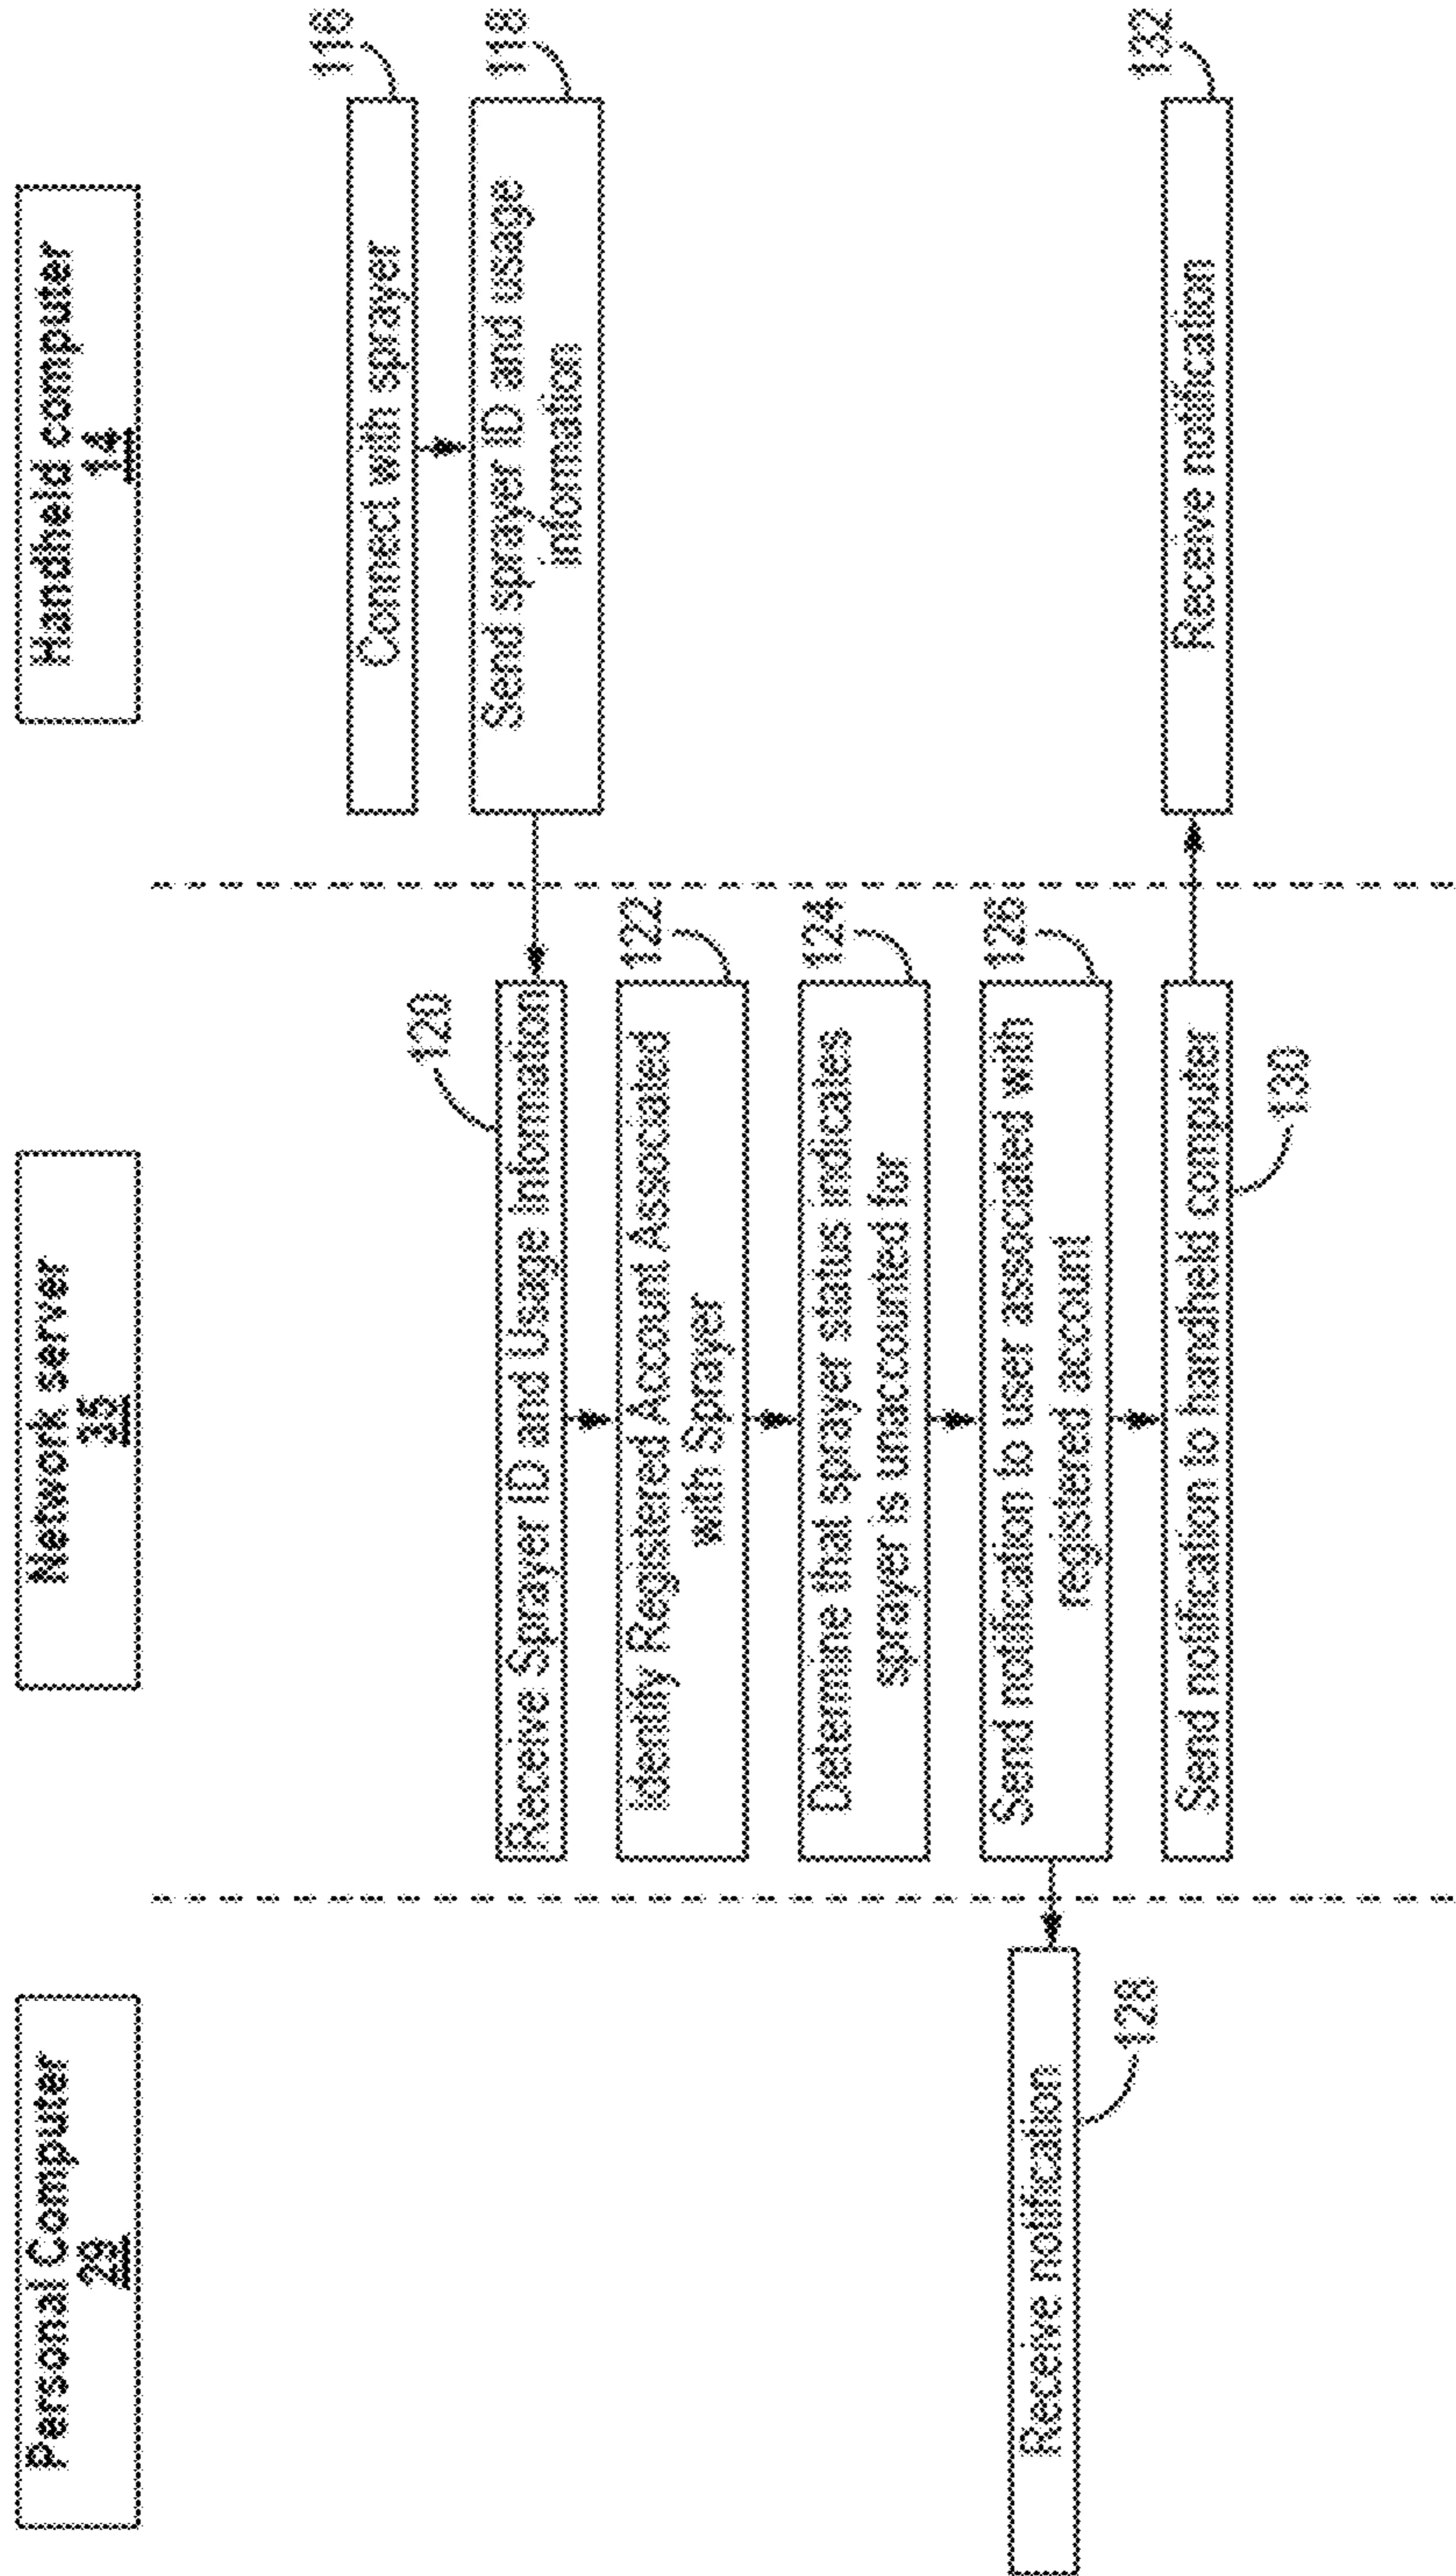 Personal Computer
29
Network server
35
Handheld computer
14
116
Connect with sprayer
118
Send sprayer ID and usage
information
120
Receive Sprayer ID and Usage Information
122
Identify Registered Account Associated
with Sprayer
124
Determine that sprayer status indicates
sprayer is unaccounted for
126
Send notification to user associated with
registered account
Receive notification
128
Send notification to handheld computer
130
132
Receive notification